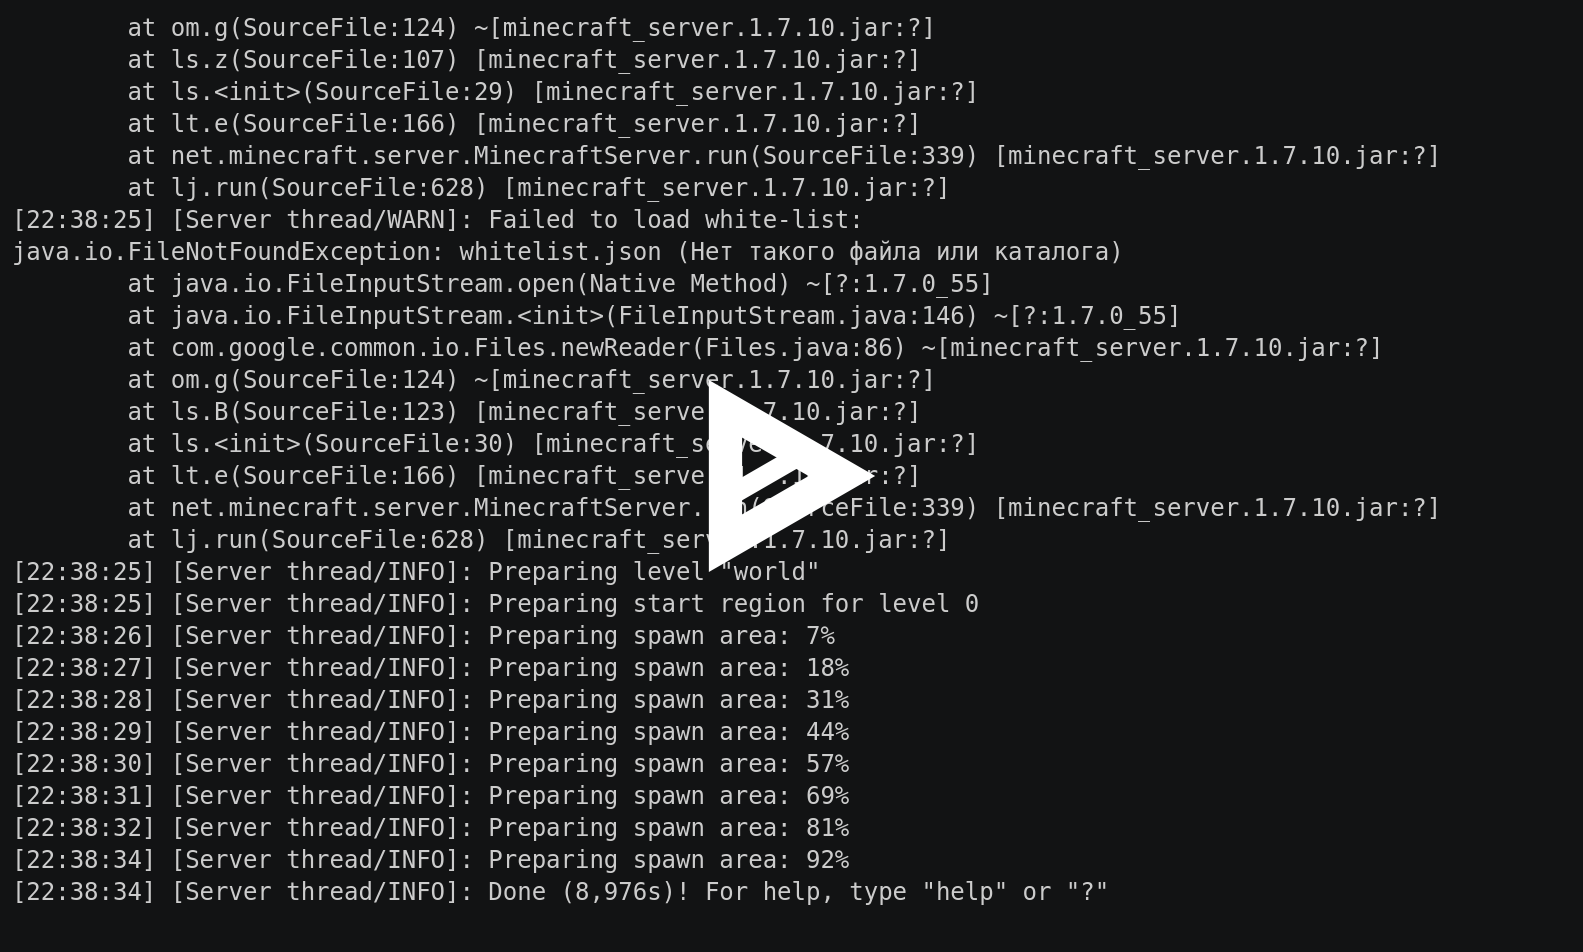 at om.g(SourceFile:124) ~[minecraft_server.1.7.10.jar:?]
at ls.z(SourceFile:107) [minecraft_server.1.7.10.jar:?]
at ls.<init>(SourceFile:29) [minecraft_server.1.7.10.jar:?]
at lt.e(SourceFile:166) [minecraft_server.1.7.10.jar:?]
at net.minecraft.server.MinecraftServer.run(SourceFile:339) [minecraft_server.1.7.10.jar:?]
at lj.run(SourceFile:628) [minecraft_server.1.7.10.jar:?]
[22:38:25] [Server thread/WARN]: Failed to load white-list:
java.io.FileNotFoundException: whitelist.json (Нет такого файла или каталога)
at java.io.FileInputStream.open(Native Method) ~[?:1.7.0_55]
at java.io.FileInputStream.<init>(FileInputStream.java:146) ~[?:1.7.0_55]
at com.google.common.io.Files.newReader(Files.java:86) ~[minecraft_server.1.7.10.jar:?]
at om.g(SourceFile:124) ~[minecraft_server.1.7.10.jar:?]
at ls.B(SourceFile:123) [minecraft_server.1.7.10.jar:?]
at ls.<init>(SourceFile:30) [minecraft_server.1.7.10.jar:?]
at lt.e(SourceFile:166) [minecraft_server.1.7.10.jar:?]
at net.minecraft.server.MinecraftServer.run(SourceFile:339) [minecraft_server.1.7.10.jar:?]
at lj.run(SourceFile:628) [minecraft_server.1.7.10.jar:?]
[22:38:25] [Server thread/INFO]: Preparing level "world"
[22:38:25] [Server thread/INFO]: Preparing start region for level 0
[22:38:26] [Server thread/INFO]: Preparing spawn area: 7%
[22:38:27] [Server thread/INFO]: Preparing spawn area: 18%
[22:38:28] [Server thread/INFO]: Preparing spawn area: 31%
[22:38:29] [Server thread/INFO]: Preparing spawn area: 44%
[22:38:30] [Server thread/INFO]: Preparing spawn area: 57%
[22:38:31] [Server thread/INFO]: Preparing spawn area: 69%
[22:38:32] [Server thread/INFO]: Preparing spawn area: 81%
[22:38:34] [Server thread/INFO]: Preparing spawn area: 92%
[22:38:34] [Server thread/INFO]: Done (8,976s)! For help, type "help" or "?"